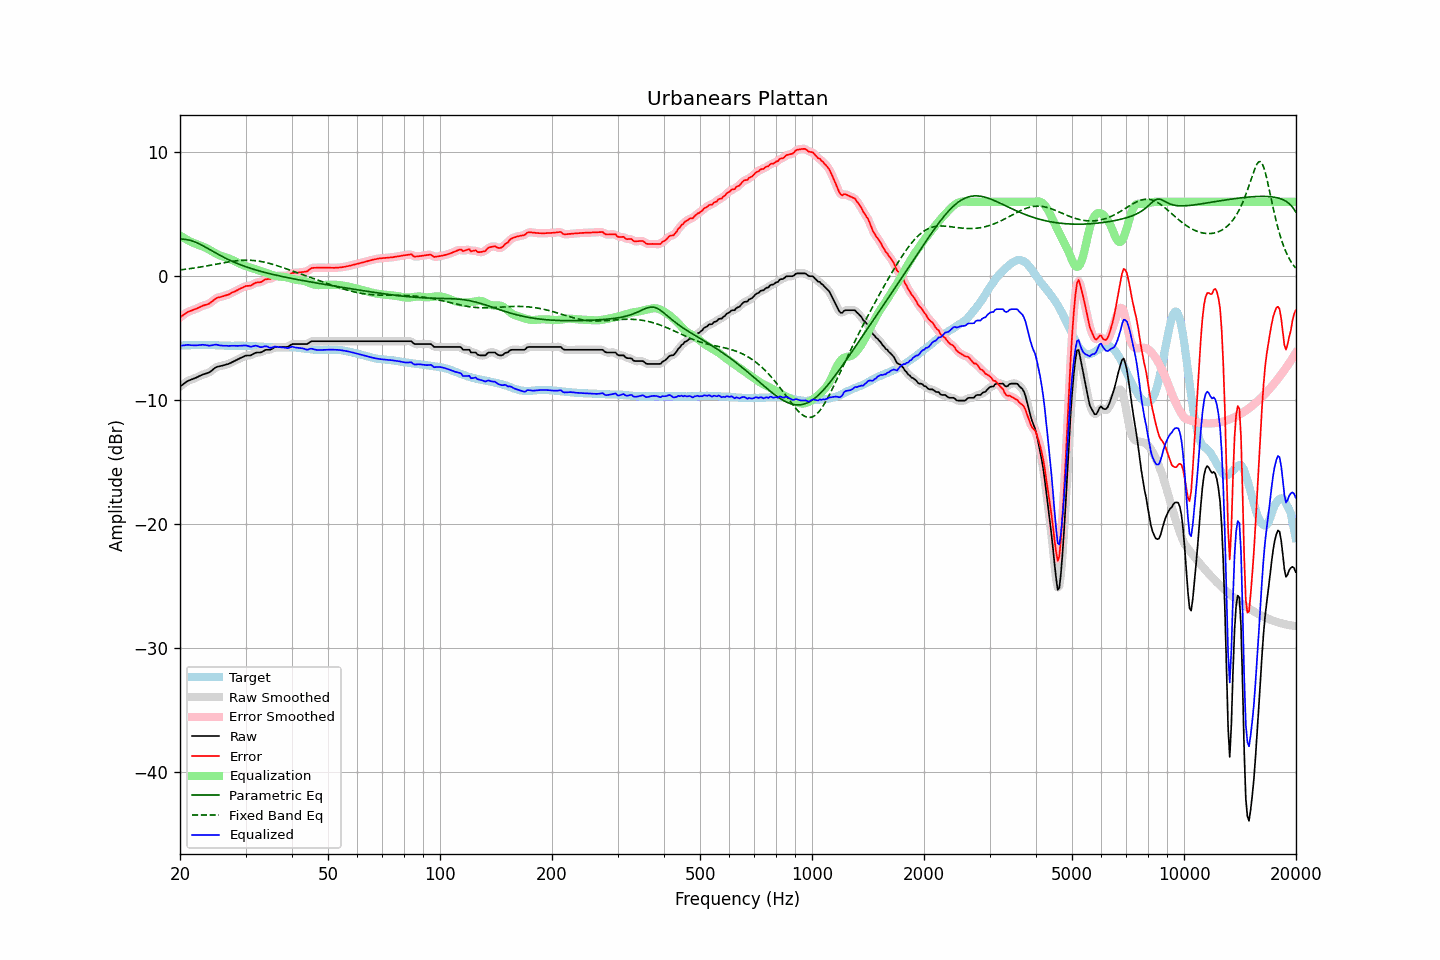 Urbanears Plattan
Amplitude (dBr)
10
0
−10
−20
−30
−40
Target
Raw Smoothed
Error Smoothed
Raw
Error
Equalization
Parametric Eq
Fixed Band Eq
Equalized
20 50 100 200 500 1000 2000 5000 10000 20000
Frequency (Hz)